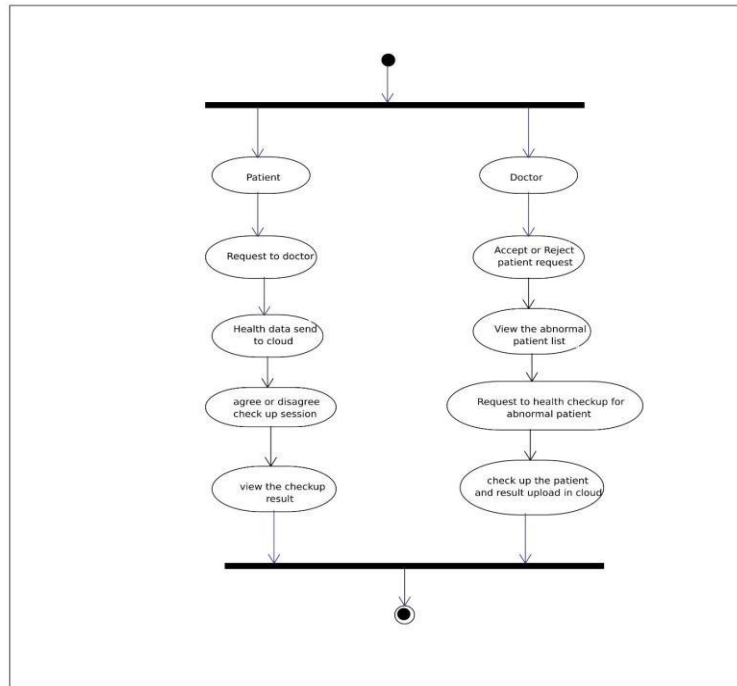 Patient
Request to doctor
Health data send
to cloud
agree or disagree
check up session
view the checkup
result
Doctor
Accept or Reject
patient request
View the abnormal
patient list
Request to health checkup for
abnormal patient
check up the patient
and result upload in cloud